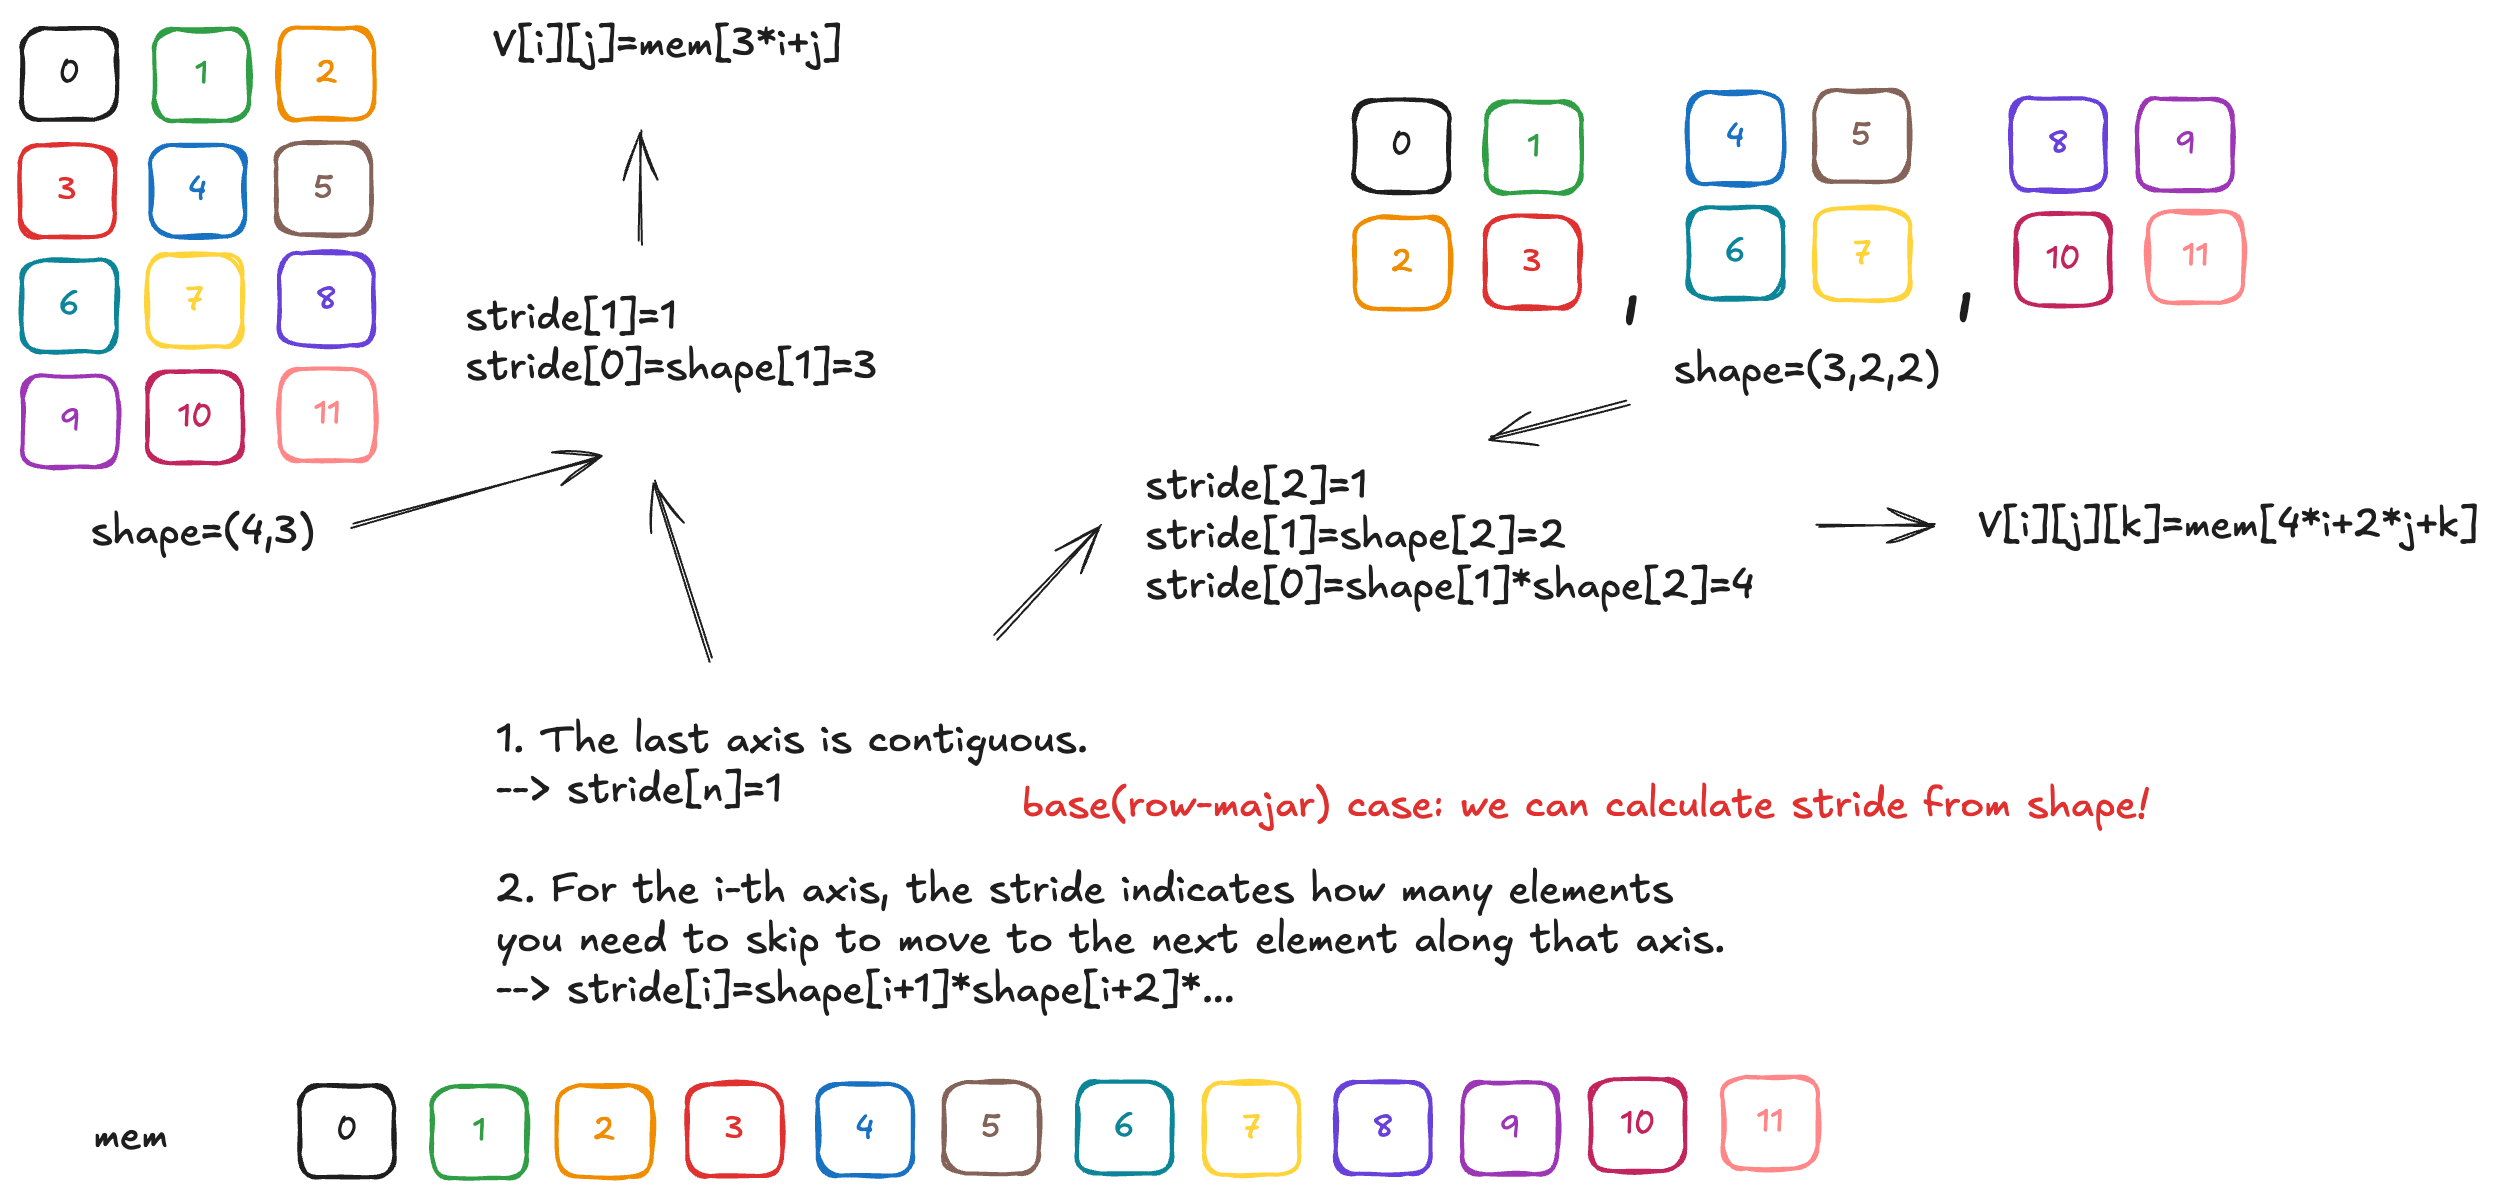 0 1 2
3 4 5
6 7 8
9 10 11
shape=(4,3)
V[i][j]=mem[3*i+j]
stride[1]=1
stride[0]=shape[1]=3
0 1 4 5 8 9
2 3 , 6 7 , 10 11
shape=(3,2,2)
stride[2]=1
stride[1]=shape[2]=2
stride[0]=shape[1]*shape[2]=4
V[i][j][k]=mem[4*i+2*j+k]
1. The last axis is contiguous.
--> stride[n]=1
base(row-majar) case: we can calculate stride from shape!
2. For the i-th axis, the stride indicates how many elements
you need to skip to move to the next element along that axis.
--> stride[i]=shape[i+1]*shape[i+2]*...
mem 0 1 2 3 4 5 6 7 8 9 10 11